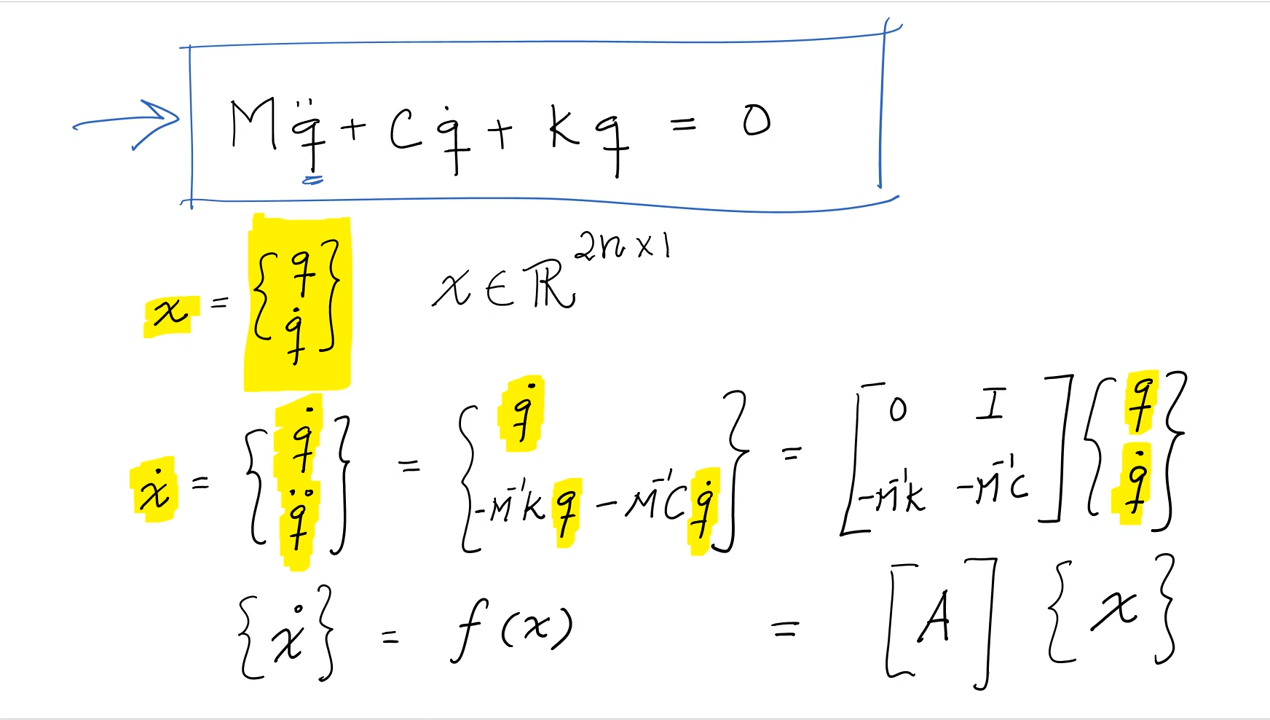 Mq̈ + Cq̇ + Kq = 0
x = {q q̇} x ∈ ℝ^{2n×1}
ẋ = {q̇ q̈} = {q̇ -M⁻¹Kq - M⁻¹Cq̇} = [0 I -M⁻¹K -M⁻¹C] {q q̇}
{ẋ} = f(x) = [A] {x}